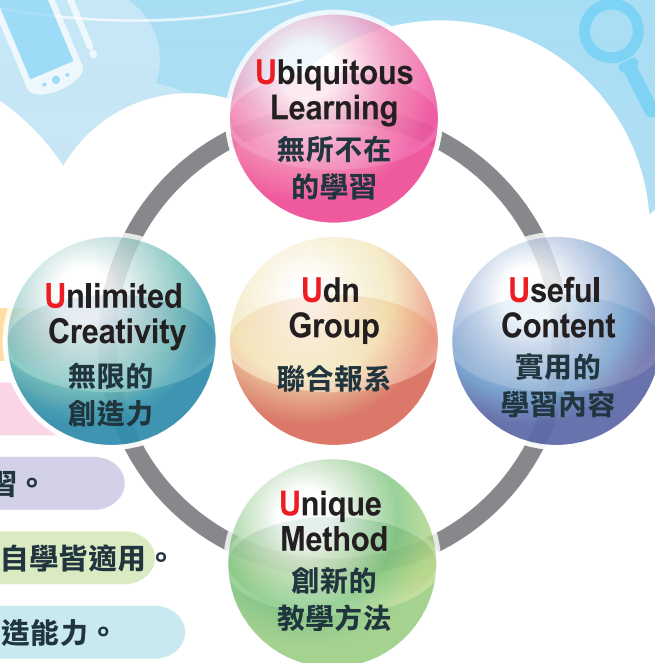 Ubiquitous
Learning
無所不在
的學習
Unlimited
Creativity
無限的
創造力
Udn
Group
聯合報系
Useful
Content
實用的
學習內容
習。
自學皆適用。
造能力。
Unique
Method
創新的
教學方法